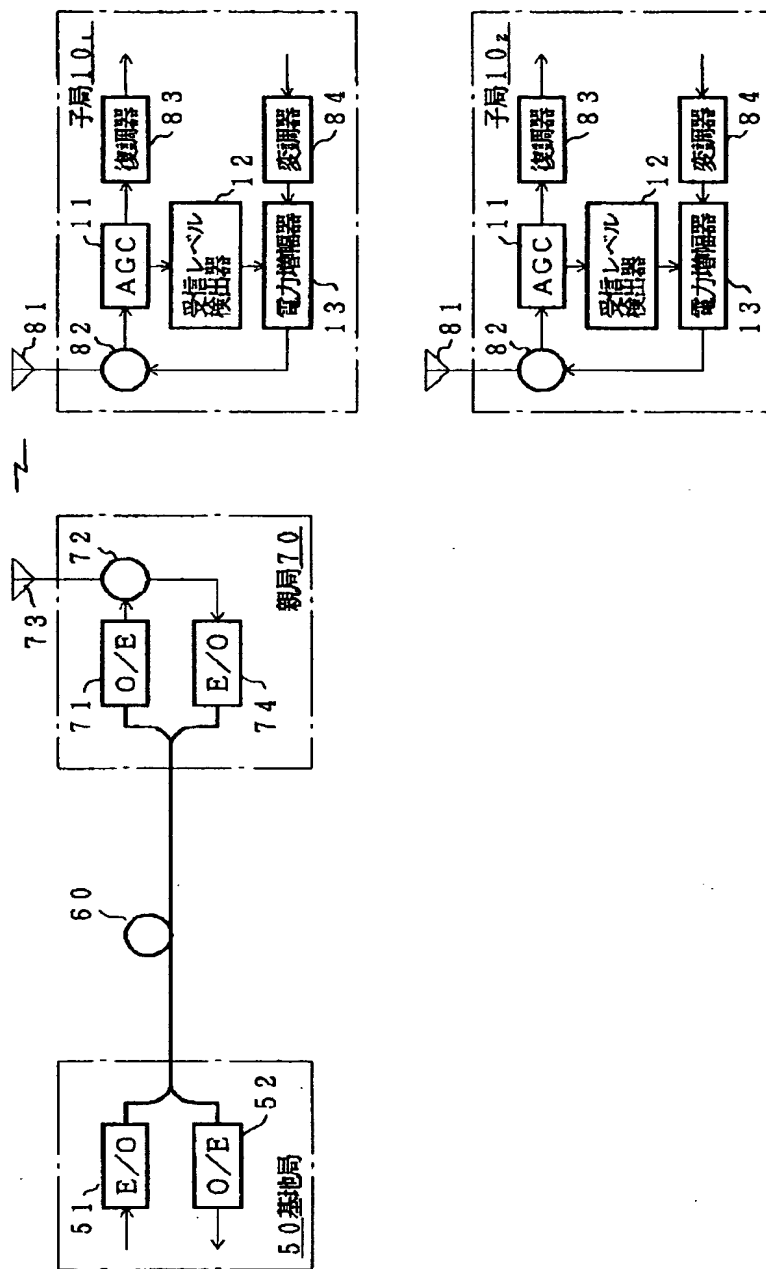 51
E/O
O/E
52
50基地局
60
71
O/E
72
73
E/O
74
親局70
81
82
子局10₁
11
AGC
復調器
83
受信レベル
検出器
12
電力増幅器
13
変調器
84
81
82
子局10₂
11
AGC
復調器
83
受信レベル
検出器
12
電力増幅器
13
変調器
84